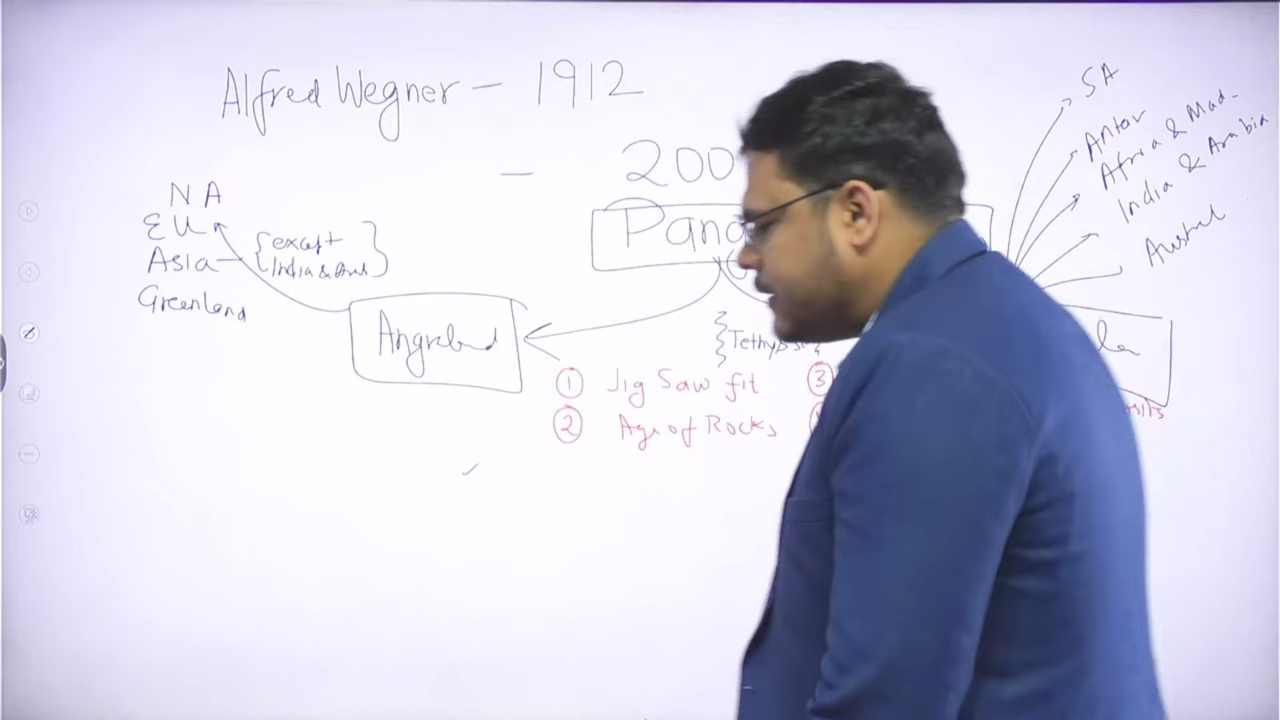 Alfred Wegner - 1912
- 200
Pang
SA
Antar
Africa & Mad-
India & Arabia
Austral
N A
EU
Asia - {except
India & Arab}
Greenland
Angraland
{Tethys
① Jig Saw fit ③
② Age of Rocks